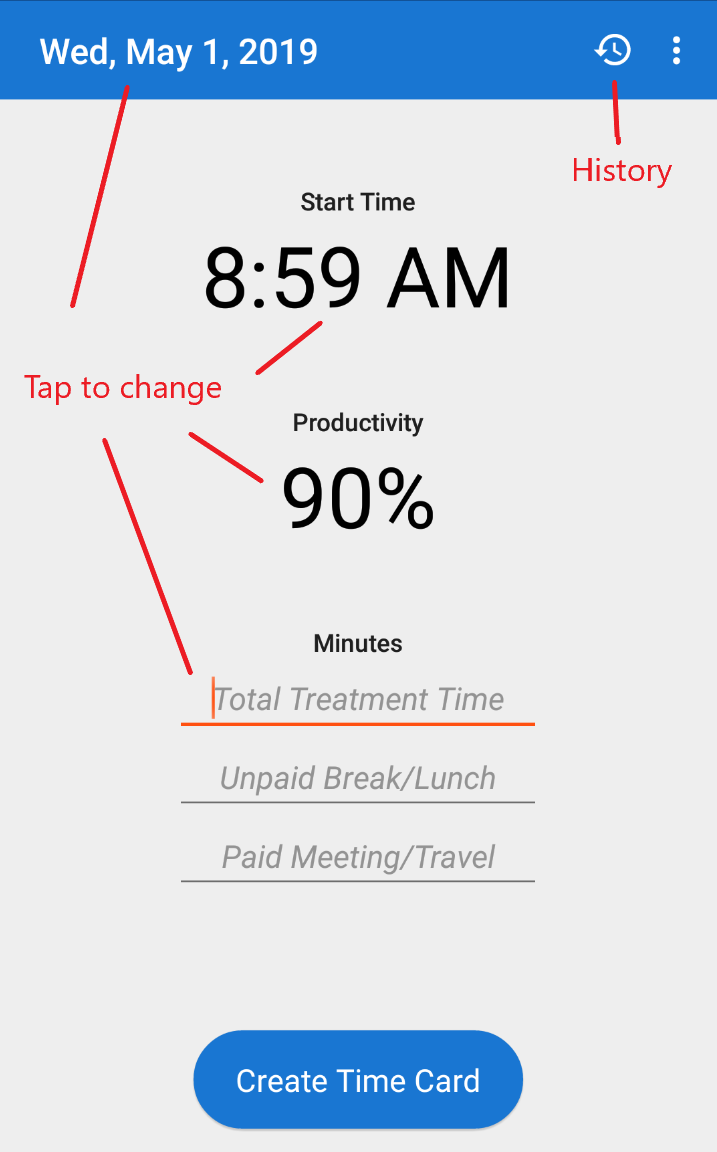 Wed, May 1, 2019
History
Start Time
8:59 AM
Tap to change
Productivity
90%
Minutes
Total Treatment Time
Unpaid Break/Lunch
Paid Meeting/Travel
Create Time Card